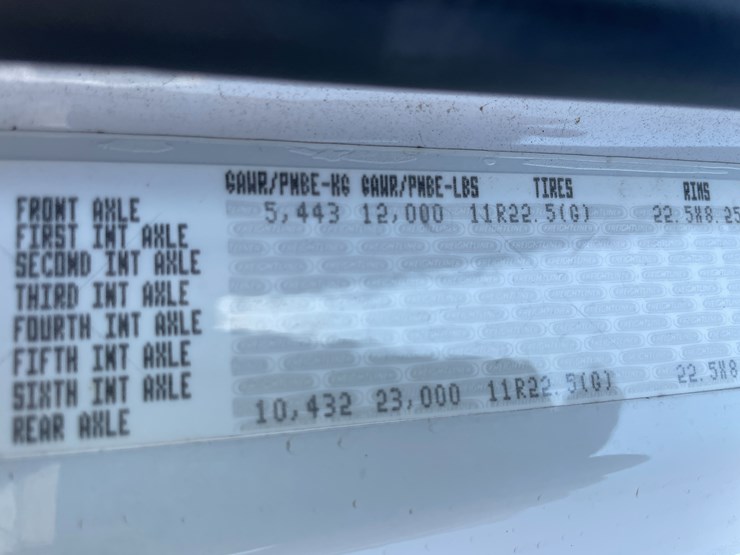 GAWR/PNBE-KG GAWR/PNBE-LBS TIRES RIMS
FRONT AXLE 5,443 12,000 11R22.5(G) 22.5X8.25
FIRST INT AXLE
SECOND INT AXLE
THIRD INT AXLE
FOURTH INT AXLE
FIFTH INT AXLE
SIXTH INT AXLE
REAR AXLE 10,432 23,000 11R22.5(G) 22.5X8